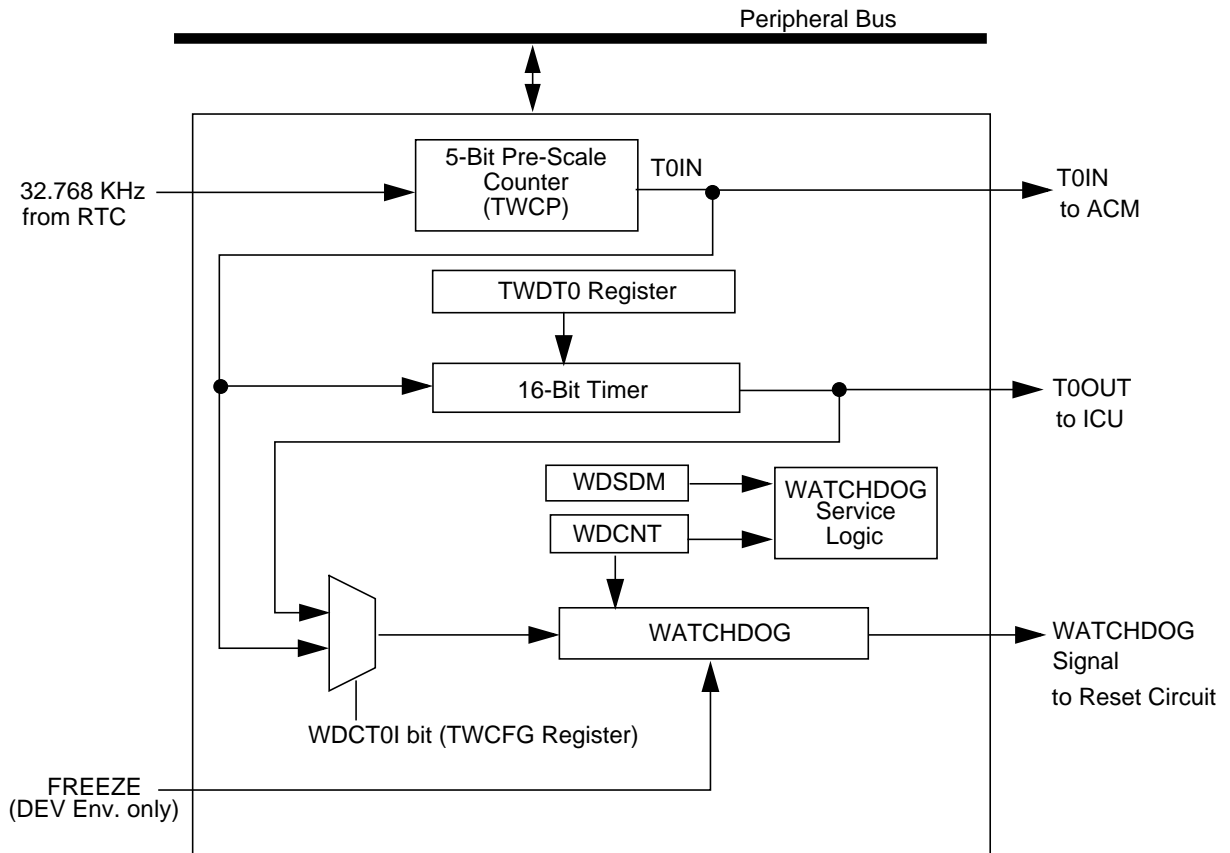 Peripheral Bus
5-Bit Pre-Scale
Counter
(TWCP)
T0IN
32.768 KHz
from RTC
T0IN
to ACM
TWDT0 Register
16-Bit Timer
T0OUT
to ICU
WDSDM
WDCNT
WATCHDOG
Service
Logic
WATCHDOG
WATCHDOG
Signal
to Reset Circuit
WDCT0I bit (TWCFG Register)
FREEZE
(DEV Env. only)